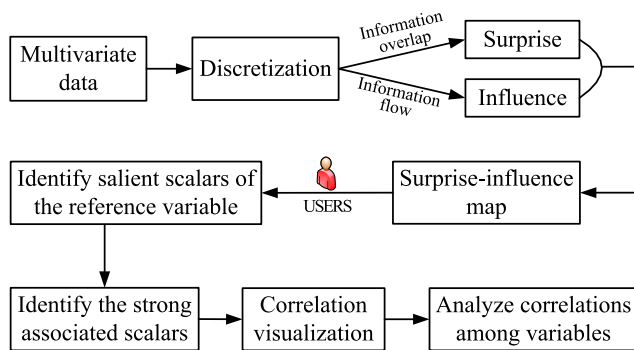 Multivariate
data
Discretization
Information
overlap
Information
flow
Surprise
Influence
Identify salient scalars of
the reference variable
USERS
Surprise-influence
map
Identify the strong
associated scalars
Correlation
visualization
Analyze correlations
among variables